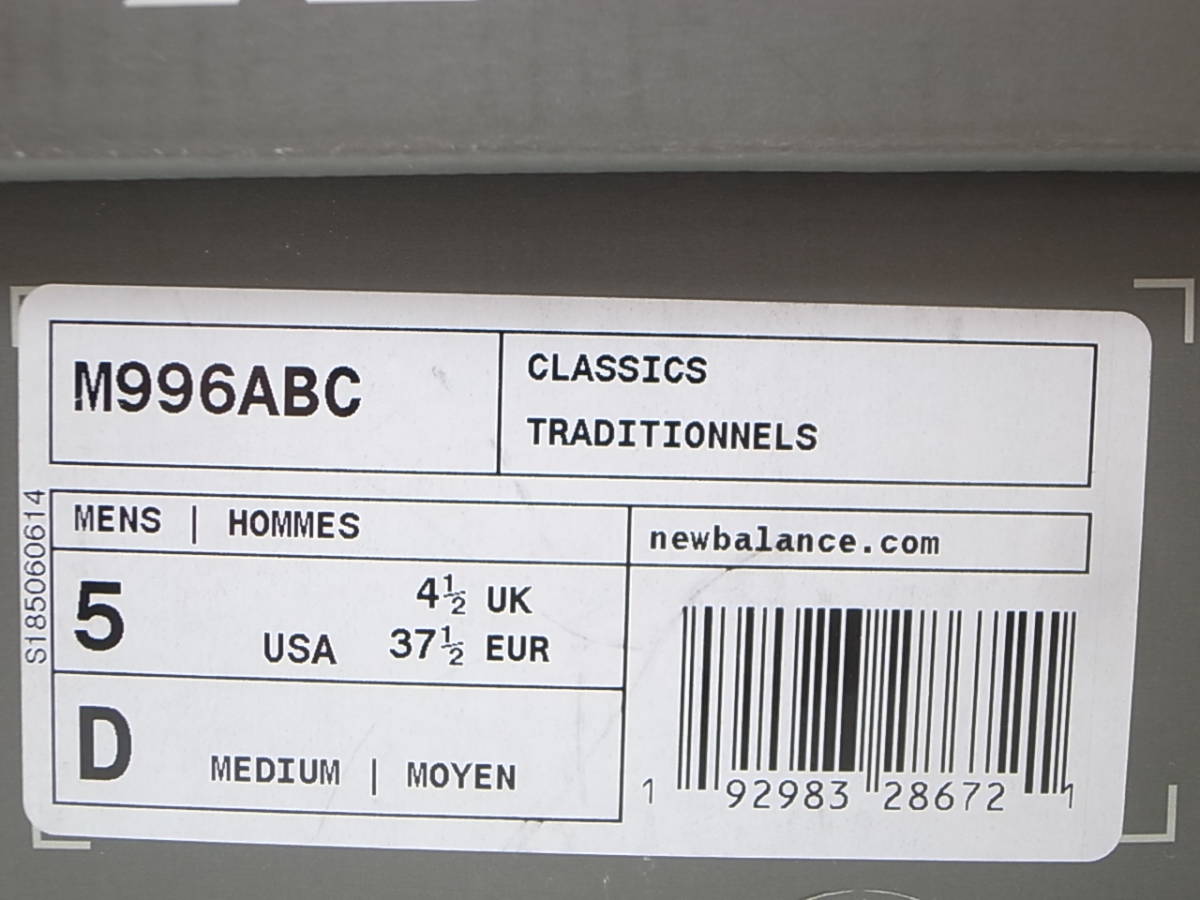 M996ABC
CLASSICS
TRADITIONNELS
S185060614
MENS | HOMMES
newbalance.com
5 USA
4½ UK
37½ EUR
D MEDIUM | MOYEN
1 92983 28672 1